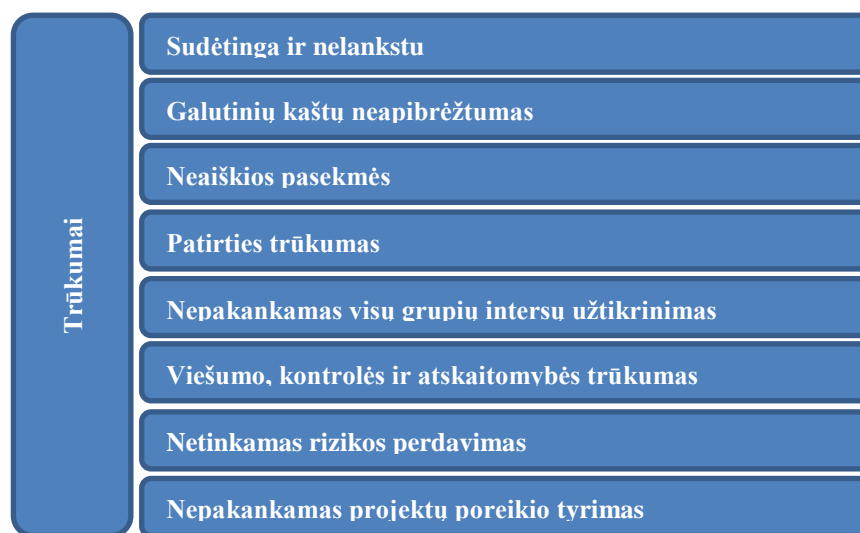 Trūkumai
Sudėtinga ir nelankstu
Galutinių kaštų neapibrėžtumas
Neaiškios pasekmės
Patirties trūkumas
Nepakankamas visų grupių intersų užtikrinimas
Viešumo, kontrolės ir atskaitomybės trūkumas
Netinkamas rizikos perdavimas
Nepakankamas projektų poreikio tyrimas